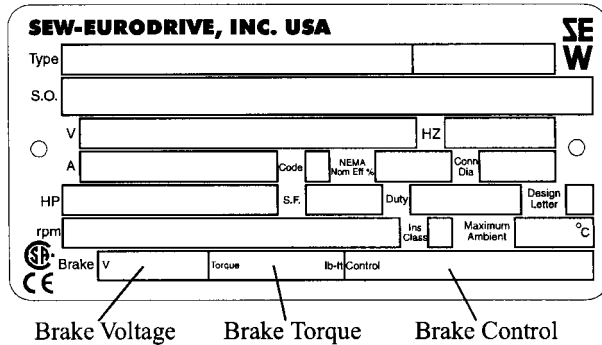 SEW-EURODRIVE, INC. USA
SEW
Type
S.O.
V HZ
A Code NEMA Nom Eff % Conn Dia
HP S.F. Duty Design Letter
rpm Ins Class Maximum Ambient °C
Brake V Torque lb-ft Control
Brake Voltage Brake Torque Brake Control